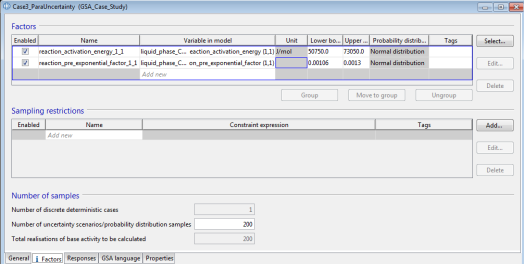 Case3_ParaUncertainty (GSA_Case_Study)
Factors
Enabled Name Variable in model Unit Lower bo... Upper ... Probability distrib... Tags
reaction_activation_energy_1_1 liquid_phase_C... eaction_activation_energy (1,1) J/mol 50750.0 73050.0 Normal distribution
reaction_pre_exponential_factor_1_1 liquid_phase_C... on_pre_exponential_factor (1,1) 0.00106 0.0013 Normal distribution
Add new
Select...
Edit...
Delete
Group Move to group Ungroup
Sampling restrictions
Enabled Name Constraint expression Tags
Add new
Add...
Edit...
Delete
Number of samples
Number of discrete deterministic cases 1
Number of uncertainty scenarios/probability distribution samples 200
Total realisations of base activity to be calculated 200
General i Factors Responses GSA language Properties